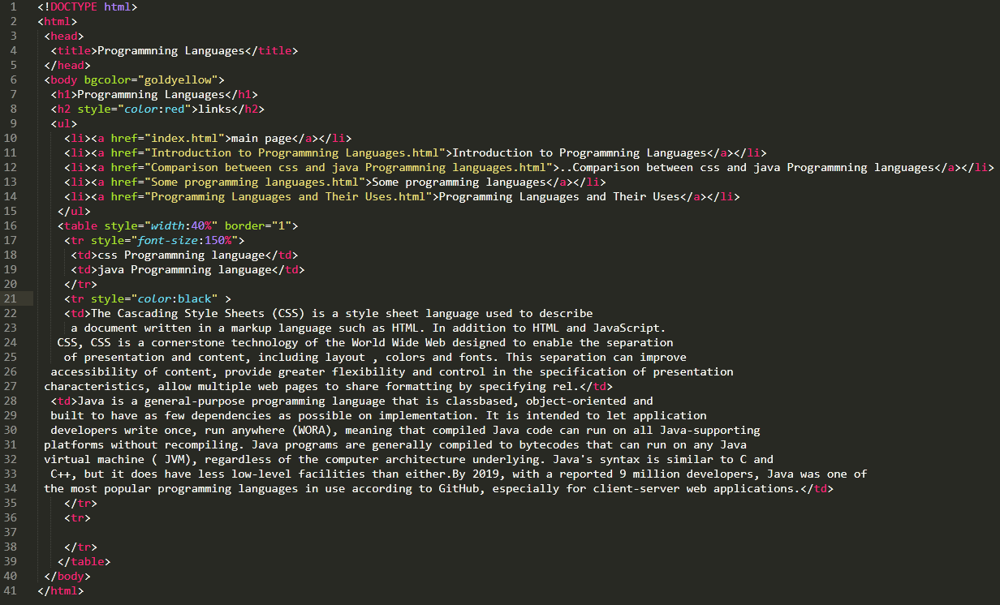 1 <!DOCTYPE html>
2 <html>
3 <head>
4 <title>Programmning Languages</title>
5 </head>
6 <body bgcolor="goldyellow">
7 <h1>Programmning Languages</h1>
8 <h2 style="color:red">links</h2>
9 <ul>
10 <li><a href="index.html">main page</a></li>
11 <li><a href="Introduction to Programmning Languages.html">Introduction to Programmning Languages</a></li>
12 <li><a href="Comparison between css and java Programmning languages.html">..Comparison between css and java Programmning languages</a></li>
13 <li><a href="Some programming languages.html">Some programming languages</a></li>
14 <li><a href="Programming Languages and Their Uses.html">Programming Languages and Their Uses</a></li>
15 </ul>
16 <table style="width:40%" border="1">
17 <tr style="font-size:150%">
18 <td>css Programmning language</td>
19 <td>java Programmning language</td>
20 </tr>
21 <tr style="color:black" >
22 <td>The Cascading Style Sheets (CSS) is a style sheet language used to describe
23 a document written in a markup language such as HTML. In addition to HTML and JavaScript.
24 CSS, CSS is a cornerstone technology of the World Wide Web designed to enable the separation
25 of presentation and content, including layout , colors and fonts. This separation can improve
26 accessibility of content, provide greater flexibility and control in the specification of presentation
27 characteristics, allow multiple web pages to share formatting by specifying rel.</td>
28 <td>Java is a general-purpose programming language that is classbased, object-oriented and
29 built to have as few dependencies as possible on implementation. It is intended to let application
30 developers write once, run anywhere (WORA), meaning that compiled Java code can run on all Java-supporting
31 platforms without recompiling. Java programs are generally compiled to bytecodes that can run on any Java
32 virtual machine ( JVM), regardless of the computer architecture underlying. Java's syntax is similar to C and
33 C++, but it does have less low-level facilities than either.By 2019, with a reported 9 million developers, Java was one of
34 the most popular programming languages in use according to GitHub, especially for client-server web applications.</td>
35 </tr>
36 <tr>
37
38 </tr>
39 </table>
40 </body>
41 </html>